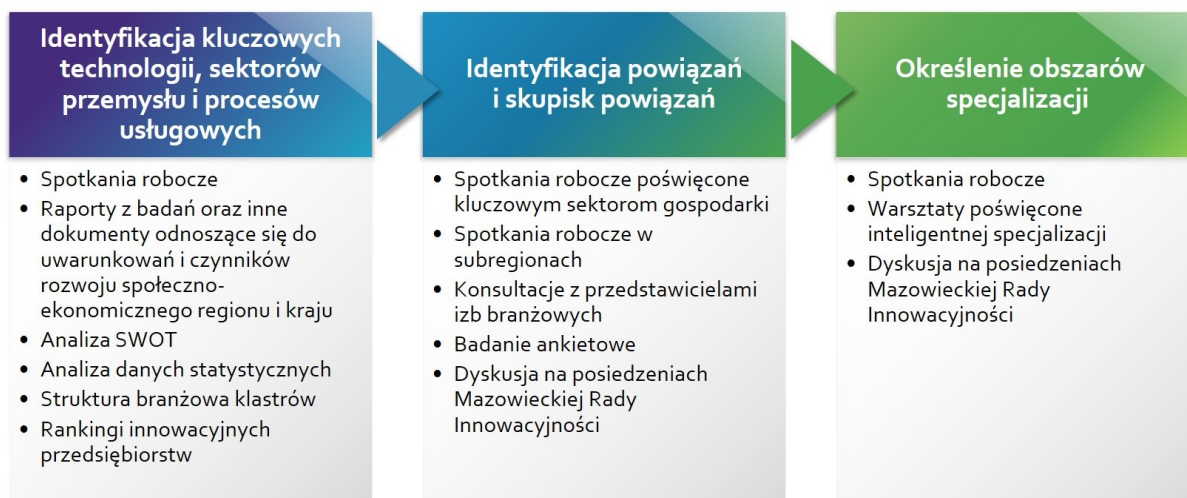 Identyfikacja kluczowych
technologii, sektorów
przemysłu i procesów
usługowych
• Spotkania robocze
• Raporty z badań oraz inne
dokumenty odnoszące się do
uwarunkowań i czynników
rozwoju społeczno-
ekonomicznego regionu i kraju
• Analiza SWOT
• Analiza danych statystycznych
• Struktura branżowa klastrów
• Rankingi innowacyjnych
przedsiębiorstw
Identyfikacja powiązań
i skupisk powiązań
• Spotkania robocze poświęcone
kluczowym sektorom gospodarki
• Spotkania robocze w
subregionach
• Konsultacje z przedstawicielami
izb branżowych
• Badanie ankietowe
• Dyskusja na posiedzeniach
Mazowieckiej Rady
Innowacyjności
Określenie obszarów
specjalizacji
• Spotkania robocze
• Warsztaty poświęcone
inteligentnej specjalizacji
• Dyskusja na posiedzeniach
Mazowieckiej Rady
Innowacyjności